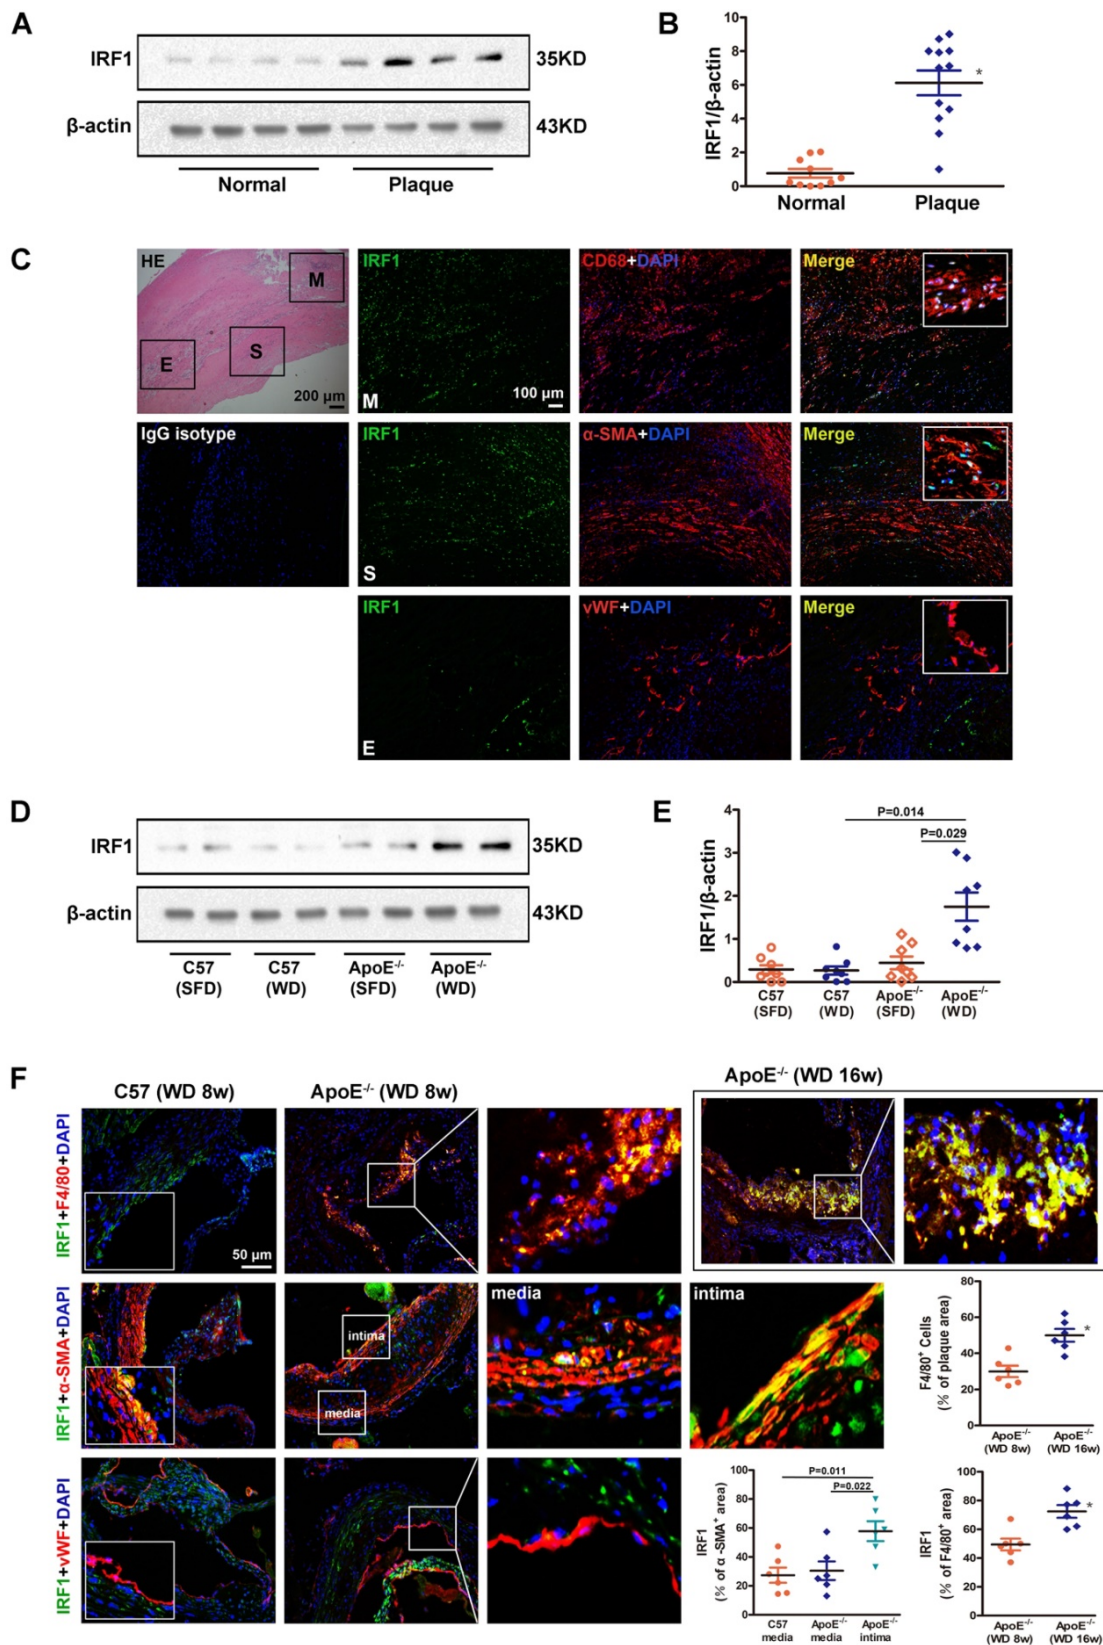 A
IRF1
35KD
β-actin
43KD
Normal
Plaque
B
IRF1/β-actin
10
8
6
4
2
0
*
Normal
Plaque
C
HE
M
E
S
200 µm
IRF1
M
100 µm
CD68+DAPI
Merge
IgG isotype
IRF1
S
α-SMA+DAPI
Merge
IRF1
E
vWF+DAPI
Merge
D
IRF1
35KD
β-actin
43KD
C57
(SFD)
C57
(WD)
ApoE-/-
(SFD)
ApoE-/-
(WD)
E
IRF1/β-actin
4
3
2
1
0
P=0.014
P=0.029
C57
(SFD)
C57
(WD)
ApoE-/-
(SFD)
ApoE-/-
(WD)
F
C57 (WD 8w)
ApoE-/- (WD 8w)
ApoE-/- (WD 16w)
IRF1+F4/80+DAPI
50 µm
IRF1+α-SMA+DAPI
intima
media
media
intima
F4/80+ Cells
(% of plaque area)
80
60
40
20
0
*
ApoE-/-
(WD 8w)
ApoE-/-
(WD 16w)
IRF1+vWF+DAPI
IRF1
(% of α-SMA+ area)
100
80
60
40
20
0
P=0.011
P=0.022
C57
media
ApoE-/-
media
ApoE-/-
intima
IRF1
(% of F4/80+ area)
100
80
60
40
20
0
*
ApoE-/-
(WD 8w)
ApoE-/-
(WD 16w)